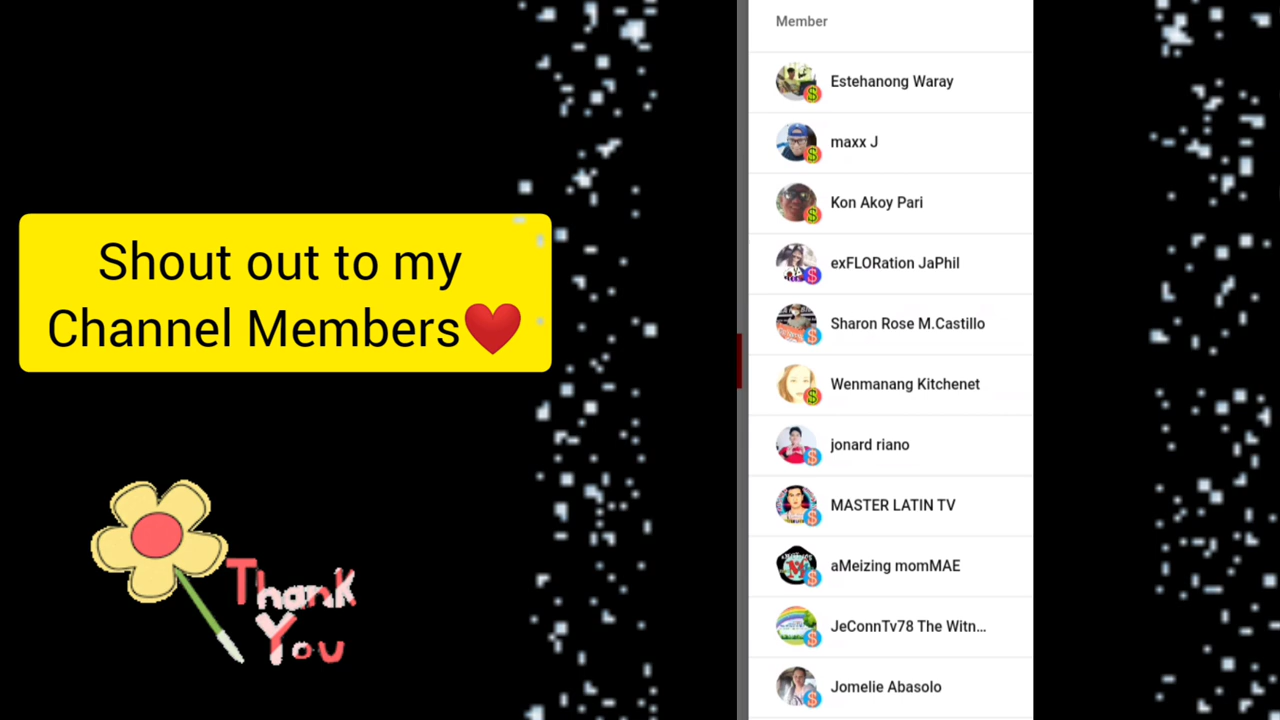 Shout out to my
Channel Members❤️
Thank
You
Member
Estehanong Waray
maxx J
Kon Akoy Pari
exFLORation JaPhil
Sharon Rose M.Castillo
Wenmanang Kitchenet
jonard riano
MASTER LATIN TV
aMeizing momMAE
JeConnTv78 The Witn...
Jomelie Abasolo